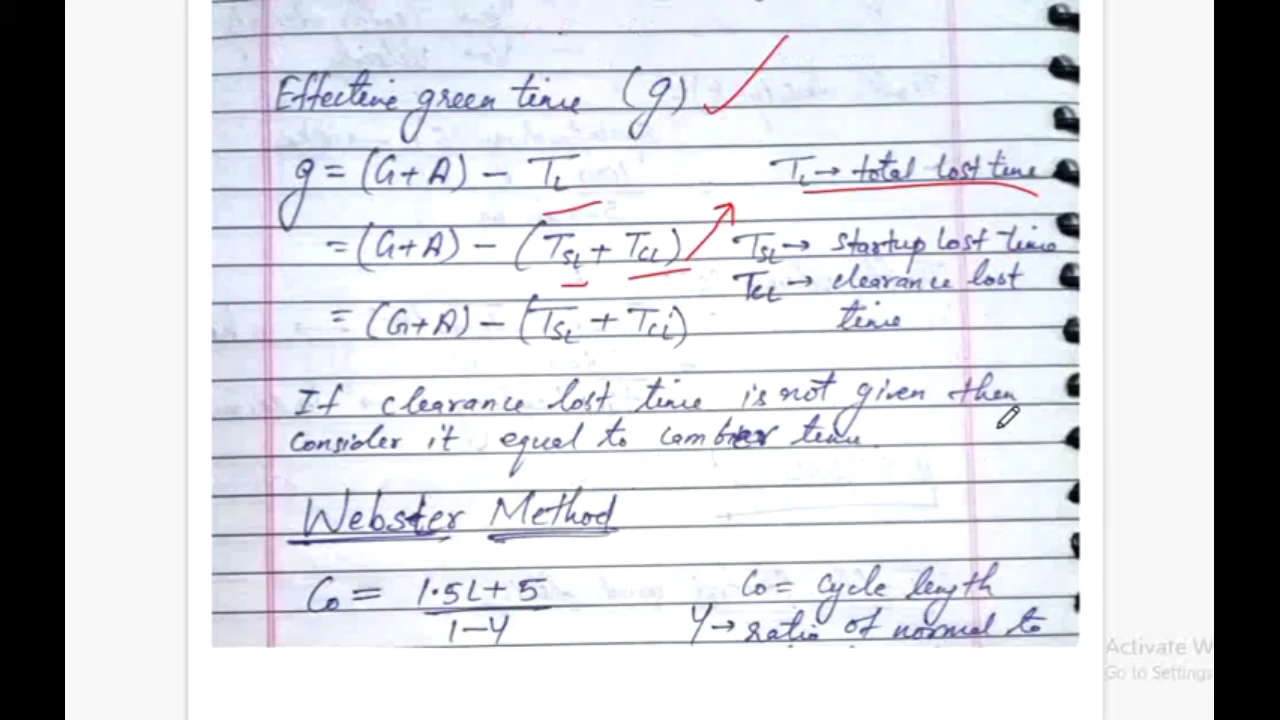 Effective green time (g)
g = (G+A) - TL
TL → total lost time
= (G+A) - (TSL + TCL)
TSL → startup lost time
TCL → clearance lost
time
= (G+A) - (TSL + TCL)
If clearance lost time is not given then
consider it equal to time
Webster Method
Co = 1.5L+5
1-Y
Co = Cycle length
Y → ratio of normal to
Activate W
Go to Settings